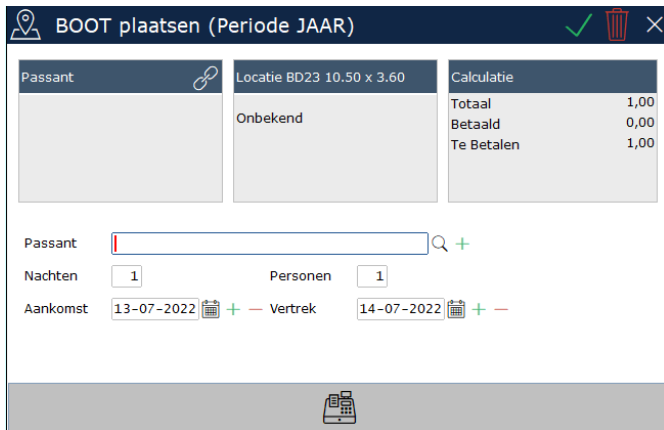 BOOT plaatsen (Periode JAAR)
Passant
Locatie BD23 10.50 x 3.60
Onbekend
Calculatie
Totaal 1,00
Betaald 0,00
Te Betalen 1,00
Passant
Nachten 1 Personen 1
Aankomst 13-07-2022 Vertrek 14-07-2022